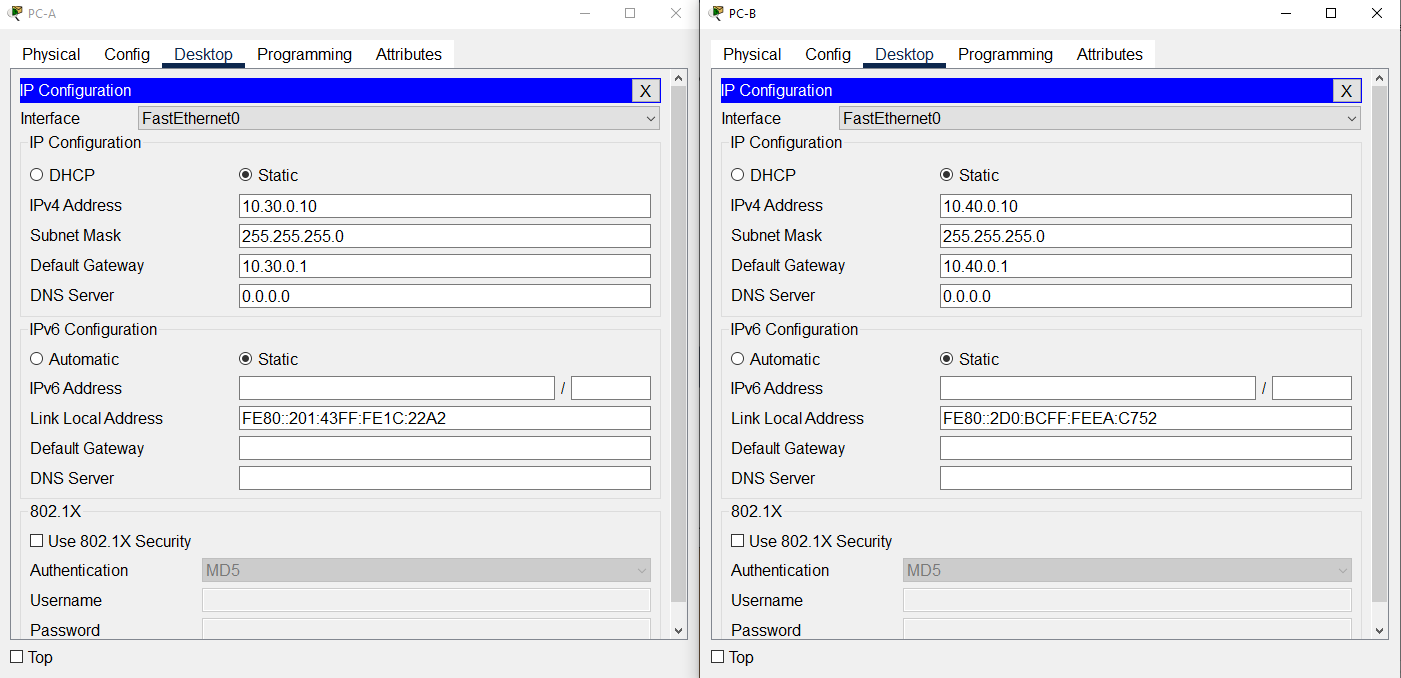 PC-A
Physical Config Desktop Programming Attributes
IP Configuration X
Interface FastEthernet0
IP Configuration
DHCP Static
IPv4 Address 10.30.0.10
Subnet Mask 255.255.255.0
Default Gateway 10.30.0.1
DNS Server 0.0.0.0
IPv6 Configuration
Automatic Static
IPv6 Address /
Link Local Address FE80::201:43FF:FE1C:22A2
Default Gateway
DNS Server
802.1X
Use 802.1X Security
Authentication MD5
Username
Password
Top
PC-B
Physical Config Desktop Programming Attributes
IP Configuration X
Interface FastEthernet0
IP Configuration
DHCP Static
IPv4 Address 10.40.0.10
Subnet Mask 255.255.255.0
Default Gateway 10.40.0.1
DNS Server 0.0.0.0
IPv6 Configuration
Automatic Static
IPv6 Address /
Link Local Address FE80::2D0:BCFF:FEEA:C752
Default Gateway
DNS Server
802.1X
Use 802.1X Security
Authentication MD5
Username
Password
Top